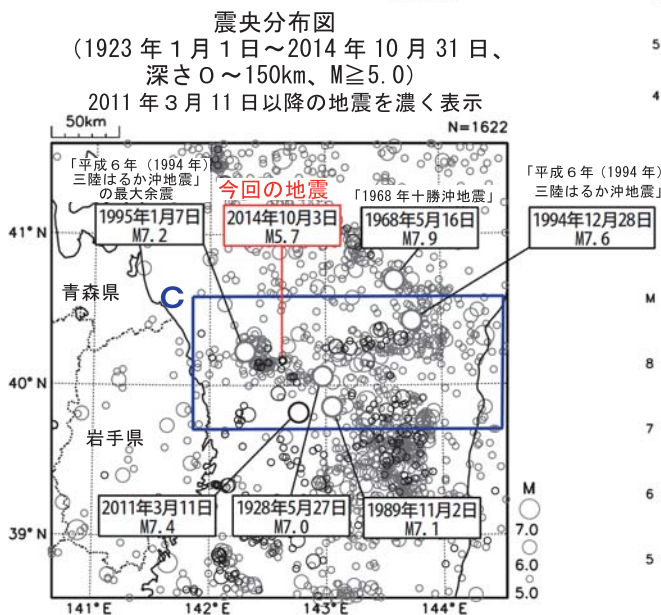 震央分布図
（1923年１月１日～2014年10月31日、
深さ０～150km、M≧5.0）
2011年３月11日以降の地震を濃く表示
50km
N=1622
「平成６年（1994年）
三陸はるか沖地震」
の最大余震
1995年1月7日
M7.2
今回の地震
2014年10月3日
M5.7
「1968年十勝沖地震」
1968年5月16日
M7.9
「平成６年（1994年）
三陸はるか沖地震」
1994年12月28日
M7.6
41°N
青森県
C
40°N
岩手県
2011年3月11日
M7.4
1928年5月27日
M7.0
1989年11月2日
M7.1
39°N
141°E
142°E
143°E
144°E
M
7.0
6.0
5.0
5
4
M
8
7
6
5